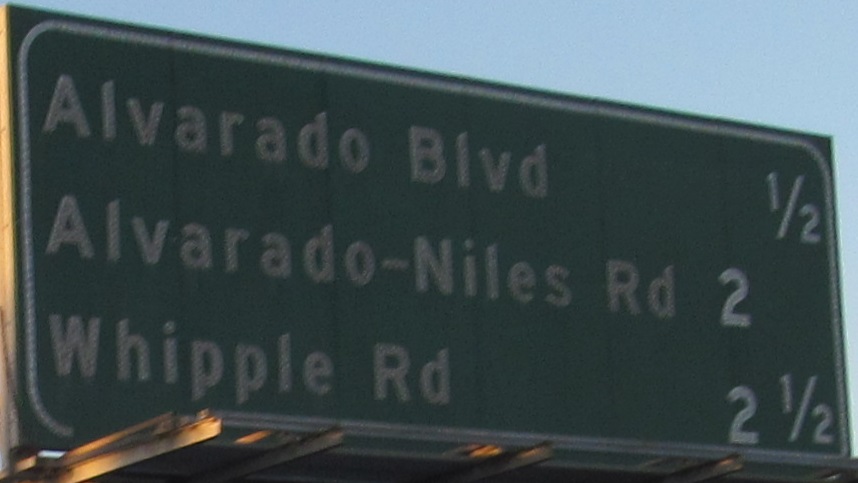 Alvarado Blvd ½
Alvarado-Niles Rd 2
Whipple Rd 2 ½